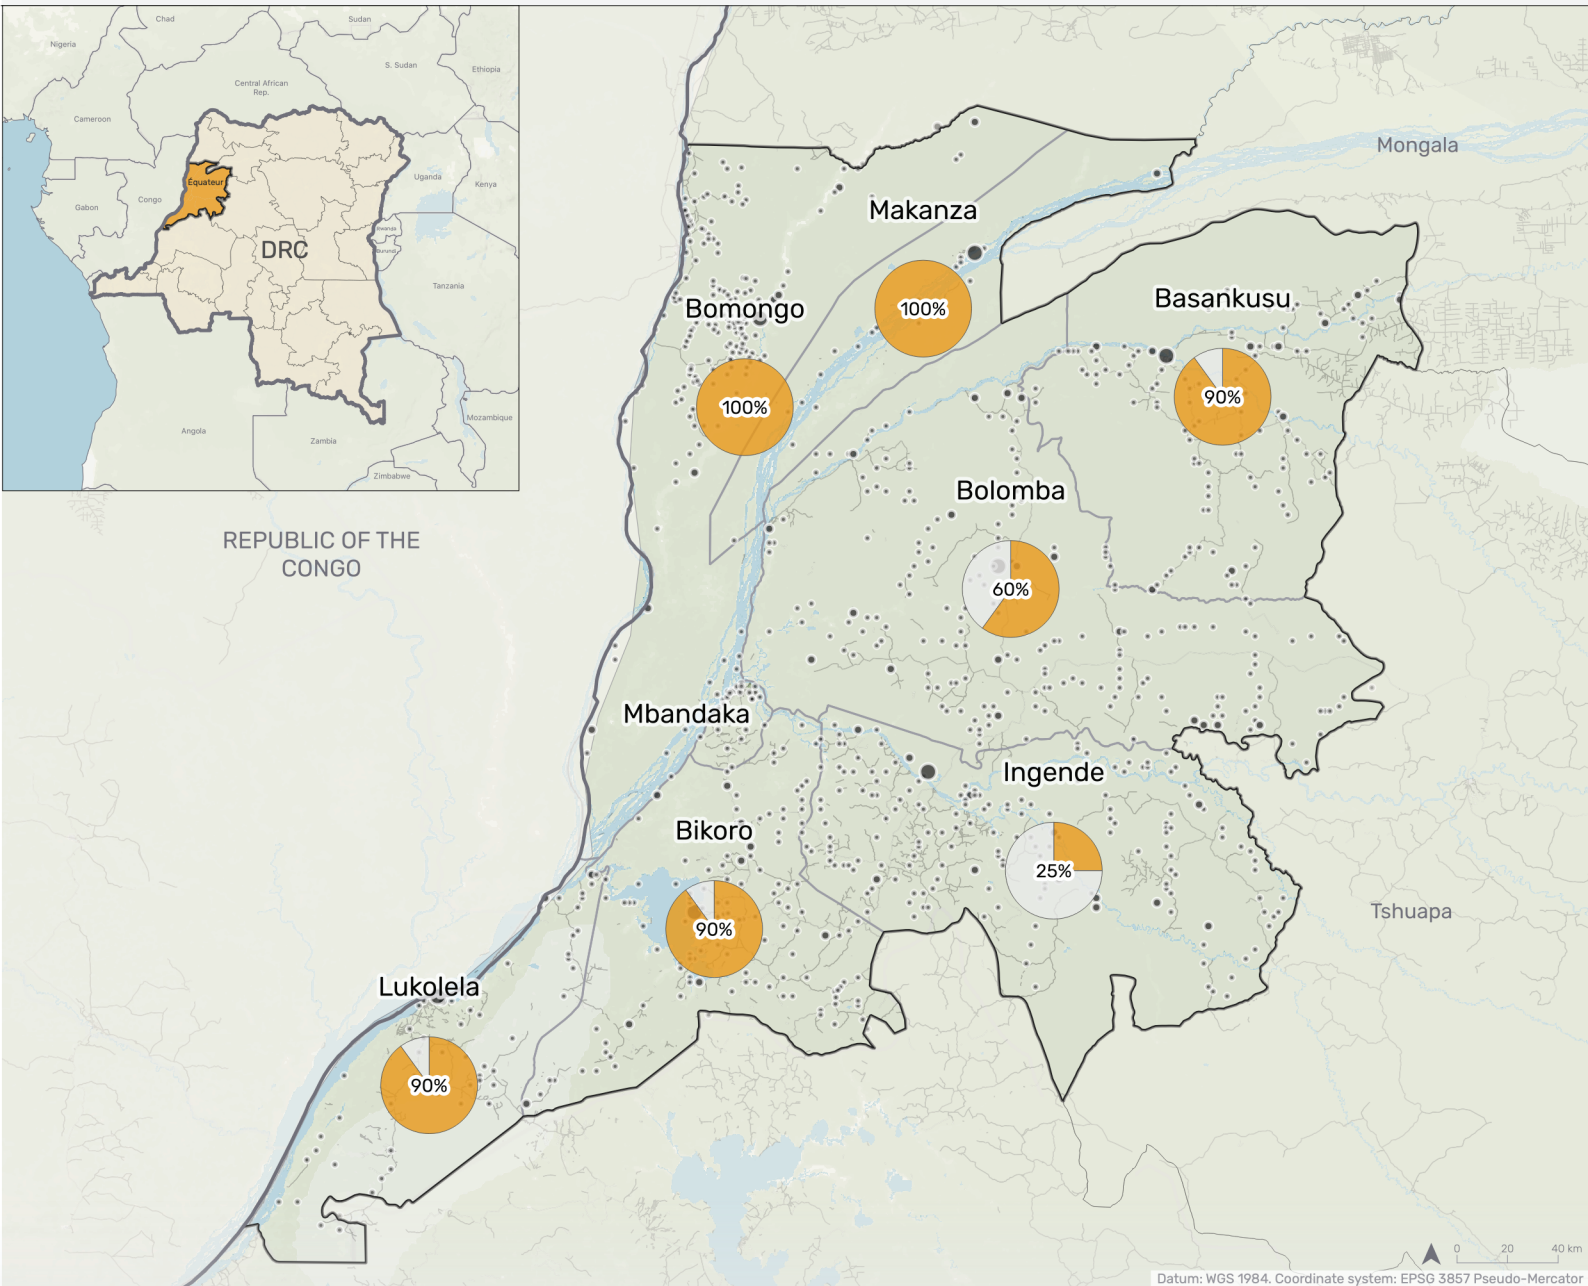 Chad
Sudan
Nigeria
S. Sudan
Ethiopia
Central African
Rep.
Cameroon
Uganda
Kenya
Équateur
Gabon
Congo
Rwanda
Burundi
DRC
Tanzania
Angola
Zambia
Mozambique
Zimbabwe
REPUBLIC OF THE
CONGO
Mongala
Makanza
100%
Bomongo
100%
Basankusu
90%
Bolomba
60%
Mbandaka
Ingende
25%
Bikoro
90%
Tshuapa
Lukolela
90%
0 20 40 km
Datum: WGS 1984. Coordinate system: EPSG 3857 Pseudo-Mercator